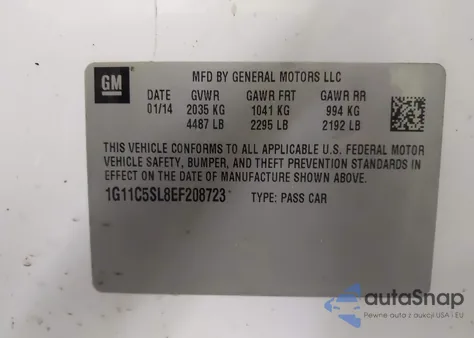 GM
MFD BY GENERAL MOTORS LLC
DATE GVWR GAWR FRT GAWR RR
01/14 2035 KG 1041 KG 994 KG
4487 LB 2295 LB 2192 LB
THIS VEHICLE CONFORMS TO ALL APPLICABLE U.S. FEDERAL MOTOR
VEHICLE SAFETY, BUMPER, AND THEFT PREVENTION STANDARDS IN
EFFECT ON THE DATE OF MANUFACTURE SHOWN ABOVE.
1G11C5SL8EF208723 TYPE: PASS CAR
autoSnap
Pewne auta z aukcji USA i EU